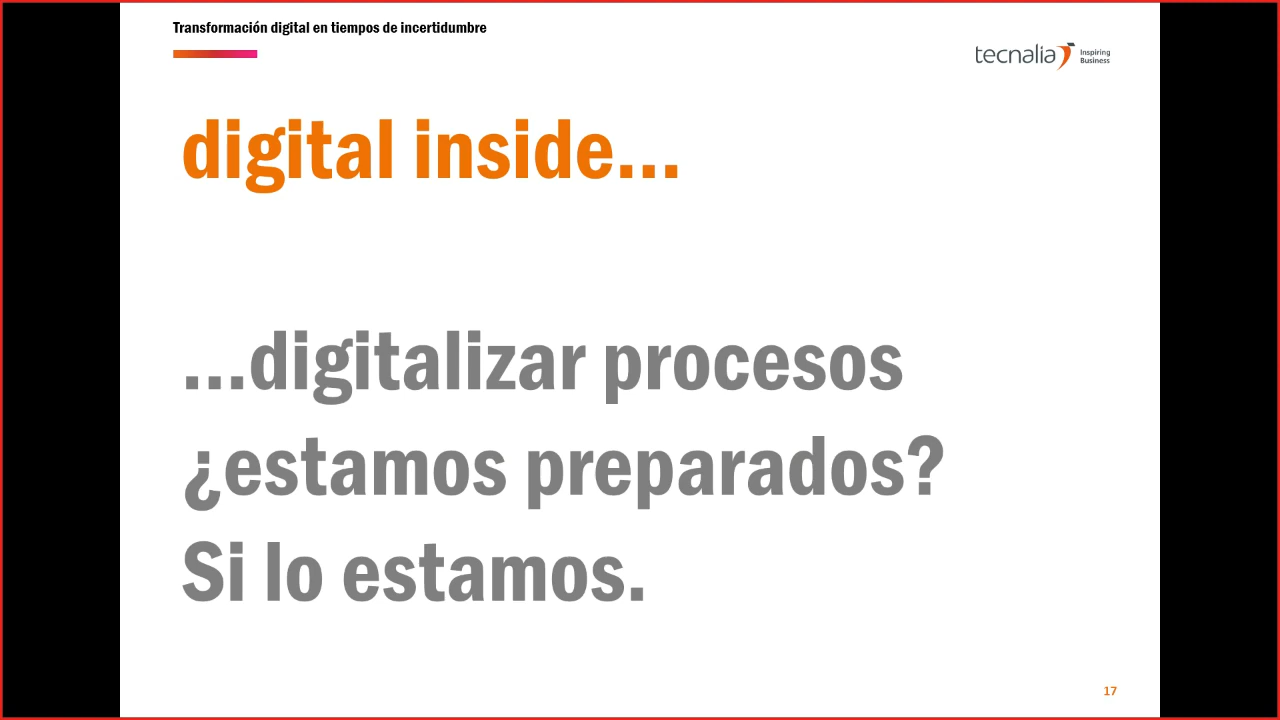 Transformación digital en tiempos de incertidumbre
tecnalia Inspiring
Business
digital inside...
...digitalizar procesos
¿estamos preparados?
Si lo estamos.
17